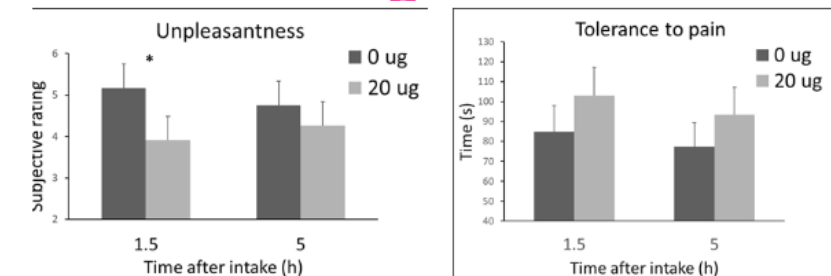 Unpleasantness
6
5
4
3
2
Subjective rating
*
0 ug
20 ug
1.5
5
Time after intake (h)
Tolerance to pain
130
120
110
100
90
80
70
60
50
40
Time (s)
0 ug
20 ug
1.5
5
Time after intake (h)